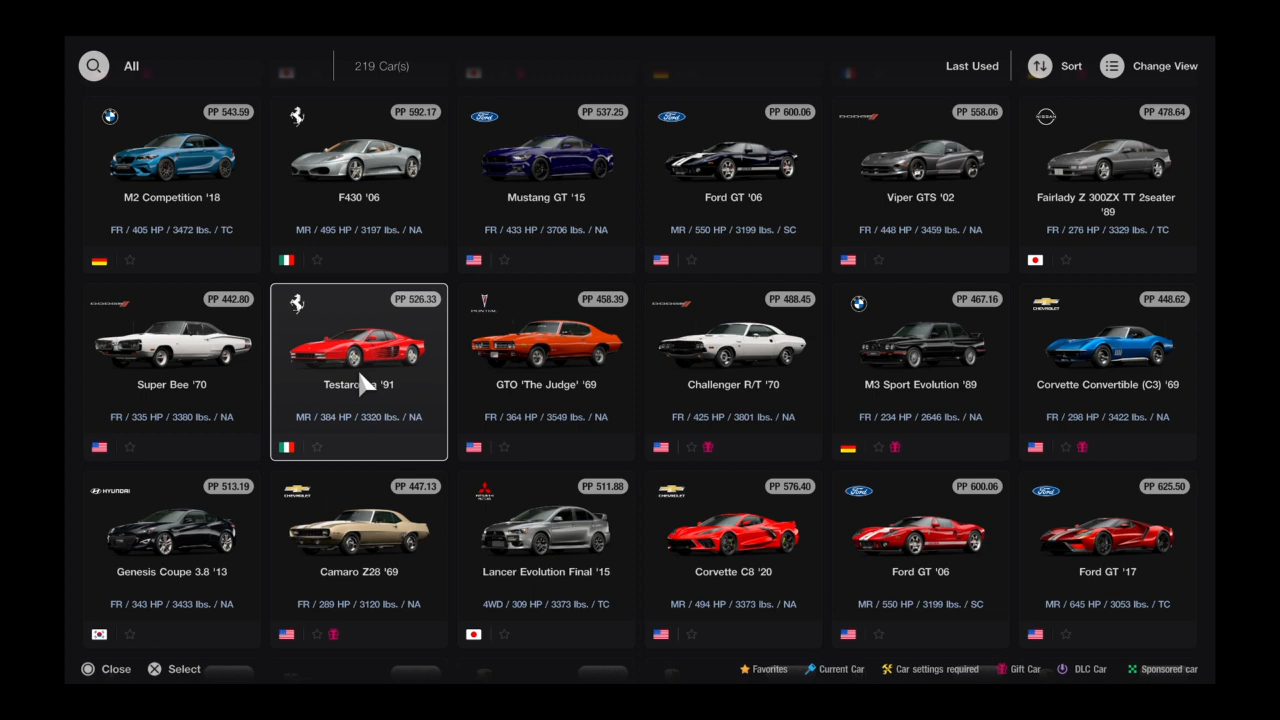 All
219 Car(s)
Last Used
Sort
Change View
PP 543.59
PP 592.17
Ford
PP 537.25
Ford
PP 600.06
DODGE
PP 558.06
NISSAN
PP 478.64
M2 Competition '18
F430 '06
Mustang GT '15
Ford GT '06
Viper GTS '02
Fairlady Z 300ZX TT 2seater
'89
FR / 405 HP / 3472 lbs. / TC
MR / 495 HP / 3197 lbs. / NA
FR / 433 HP / 3706 lbs. / NA
MR / 550 HP / 3199 lbs. / SC
FR / 448 HP / 3459 lbs. / NA
FR / 276 HP / 3329 lbs. / TC
DODGE
PP 442.80
PP 526.33
PONTIAC
PP 458.39
DODGE
PP 488.45
PP 467.16
CHEVROLET
PP 448.62
Super Bee '70
'91
GTO 'The Judge' '69
Challenger R/T '70
M3 Sport Evolution '89
Corvette Convertible (C3) '69
FR / 335 HP / 3380 lbs. / NA
MR / 384 HP / 3320 lbs. / NA
FR / 364 HP / 3549 lbs. / NA
FR / 425 HP / 3801 lbs. / NA
FR / 234 HP / 2646 lbs. / NA
FR / 298 HP / 3422 lbs. / NA
HYUNDAI
PP 513.19
CHEVROLET
PP 447.13
MITSUBISHI
MOTORS
PP 511.88
CHEVROLET
PP 576.40
Ford
PP 600.06
Ford
PP 625.50
Genesis Coupe 3.8 '13
Camaro Z28 '69
Lancer Evolution Final '15
Corvette C8 '20
Ford GT '06
Ford GT '17
FR / 343 HP / 3433 lbs. / NA
FR / 289 HP / 3120 lbs. / NA
4WD / 309 HP / 3373 lbs. / TC
MR / 494 HP / 3373 lbs. / NA
MR / 550 HP / 3199 lbs. / SC
MR / 645 HP / 3053 lbs. / TC
Close
Select
Favorites
Current Car
Car settings required
Gift Car
DLC Car
Sponsored car